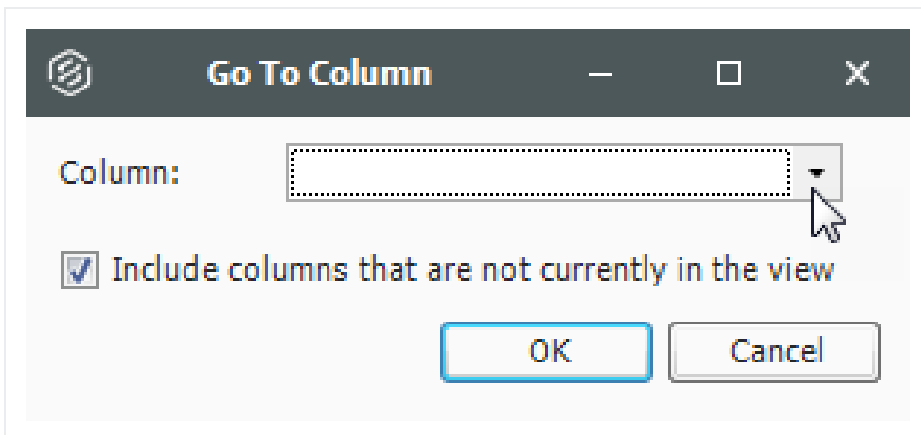 Go To Column
Column:
Include columns that are not currently in the view
OK
Cancel